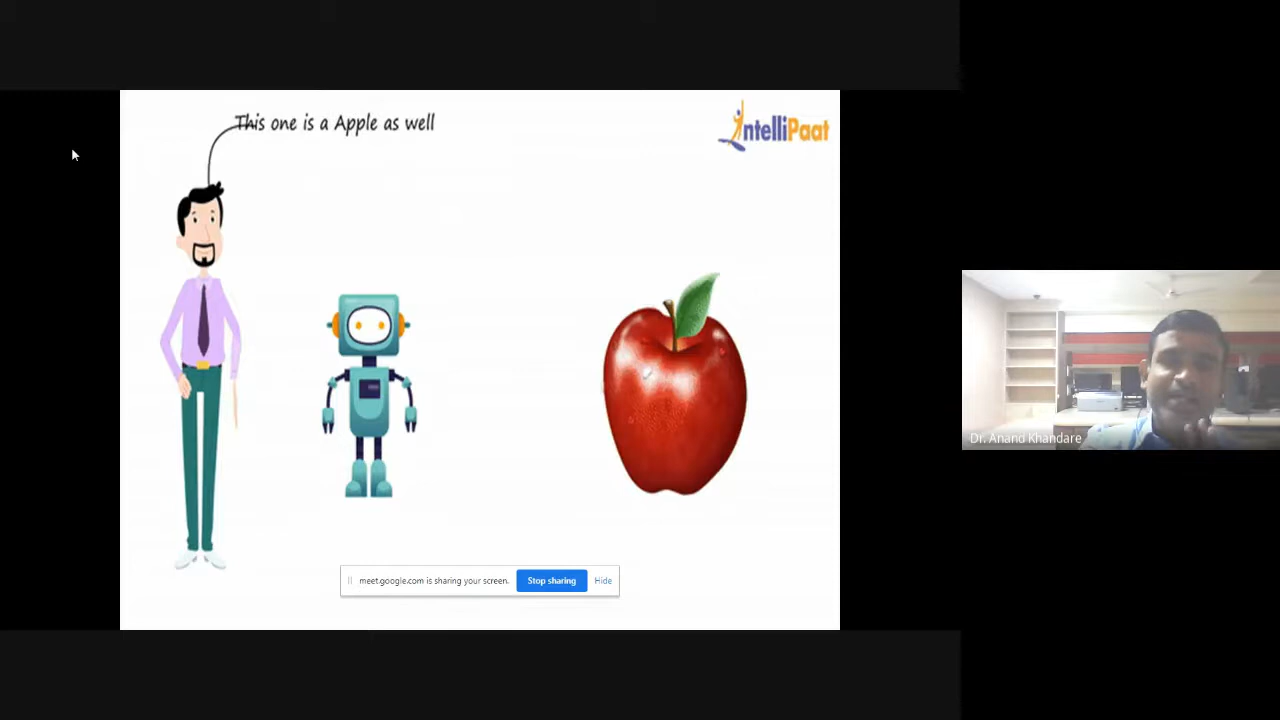 This one is a Apple as well
IntelliPaat
meet.google.com is sharing your screen.
Stop sharing
Hide
Dr. Anand Khandare